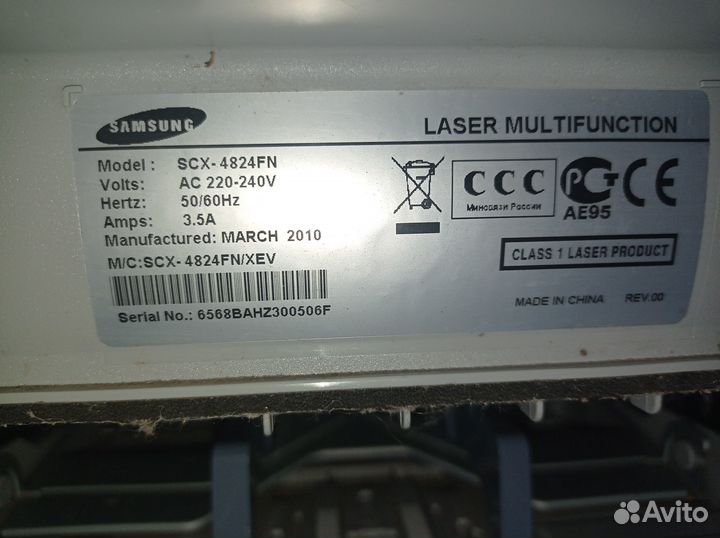 SAMSUNG
LASER MULTIFUNCTION
Model : SCX-4824FN
Volts: AC 220-240V
Hertz: 50/60Hz
Amps: 3.5A
Manufactured: MARCH 2010
M/C:SCX-4824FN/XEV
Serial No.: 6568BAHZ300506F
ССС
Минсвязи России
РСТ
CE
AE95
CLASS 1 LASER PRODUCT
MADE IN CHINA REV.00
Avito